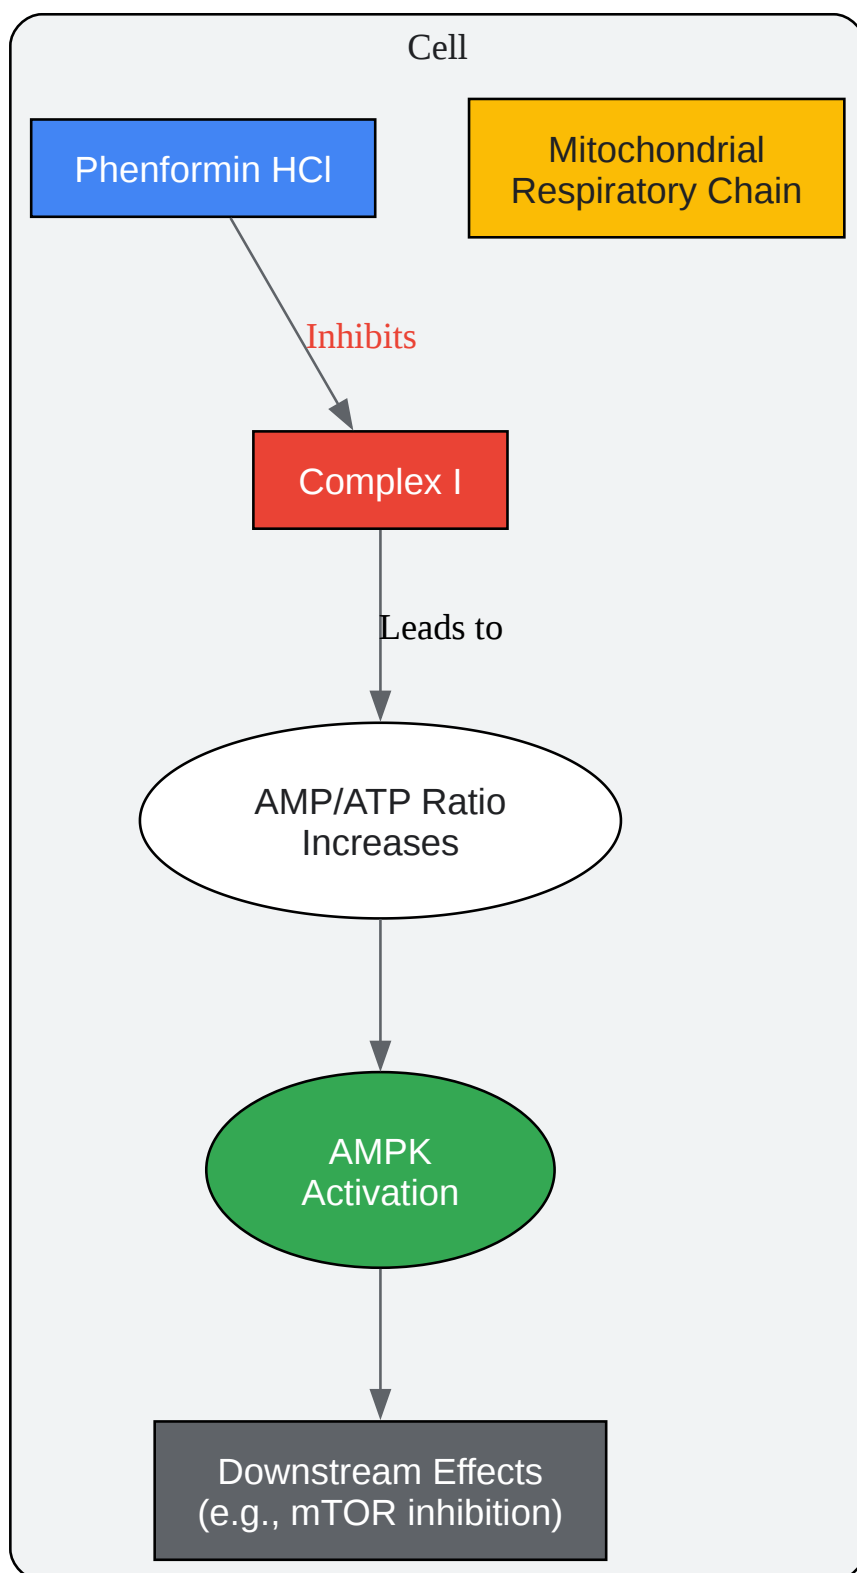 Cell
Phenformin HCl
Mitochondrial
Respiratory Chain
Inhibits
Complex I
Leads to
AMP/ATP Ratio
Increases
AMPK
Activation
Downstream Effects
(e.g., mTOR inhibition)